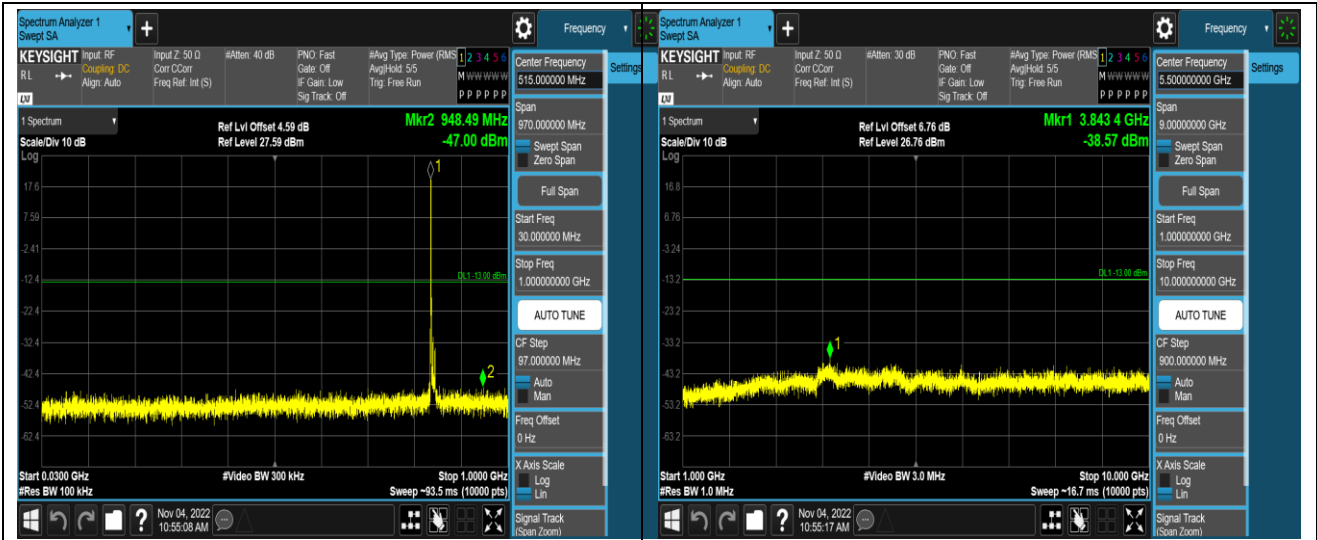 Spectrum Analyzer 1
Swept SA
+
Frequency
KEYSIGHT
RL
LXI
Input: RF
Coupling: DC
Align: Auto
Input Z: 50 Ω
Corr CCorr
Freq Ref: Int (S)
#Atten: 40 dB
PNO: Fast
Gate: Off
IF Gain: Low
Sig Track: Off
#Avg Type: Power (RMS
Avg|Hold: 5/5
Trig: Free Run
1 2 3 4 5 6
M W W W W W
P P P P P P
Center Frequency
515.000000 MHz
Settings
1 Spectrum
Scale/Div 10 dB
Log
Ref Lvl Offset 4.59 dB
Ref Level 27.59 dBm
Mkr2 948.49 MHz
-47.00 dBm
Span
970.000000 MHz
Swept Span
Zero Span
Full Span
Start Freq
30.000000 MHz
Stop Freq
1.000000000 GHz
AUTO TUNE
CF Step
97.000000 MHz
Auto
Man
Freq Offset
0 Hz
X Axis Scale
Log
Lin
Signal Track
(Span Zoom)
1
17.6
7.59
-2.41
-12.4
DL1 -13.00 dBm
-22.4
-32.4
-42.4
2
-52.4
-62.4
Start 0.0300 GHz
#Res BW 100 kHz
#Video BW 300 kHz
Stop 1.0000 GHz
Sweep ~93.5 ms (10000 pts)
?
Nov 04, 2022
10:55:08 AM
Spectrum Analyzer 1
Swept SA
+
Frequency
KEYSIGHT
RL
LXI
Input: RF
Coupling: DC
Align: Auto
Input Z: 50 Ω
Corr CCorr
Freq Ref: Int (S)
#Atten: 30 dB
PNO: Fast
Gate: Off
IF Gain: Low
Sig Track: Off
#Avg Type: Power (RMS
Avg|Hold: 5/5
Trig: Free Run
1 2 3 4 5 6
M W W W W W
P P P P P P
Center Frequency
5.500000000 GHz
Settings
1 Spectrum
Scale/Div 10 dB
Log
Ref Lvl Offset 6.76 dB
Ref Level 26.76 dBm
Mkr1 3.843 4 GHz
-38.57 dBm
Span
9.00000000 GHz
Swept Span
Zero Span
Full Span
Start Freq
1.000000000 GHz
Stop Freq
10.000000000 GHz
AUTO TUNE
CF Step
900.000000 MHz
Auto
Man
Freq Offset
0 Hz
X Axis Scale
Log
Lin
Signal Track
(Span Zoom)
16.8
6.76
-3.24
-13.2
DL1 -13.00 dBm
-23.2
-33.2
1
-43.2
-53.2
-63.2
Start 1.000 GHz
#Res BW 1.0 MHz
#Video BW 3.0 MHz
Stop 10.000 GHz
Sweep ~16.7 ms (10000 pts)
?
Nov 04, 2022
10:55:17 AM